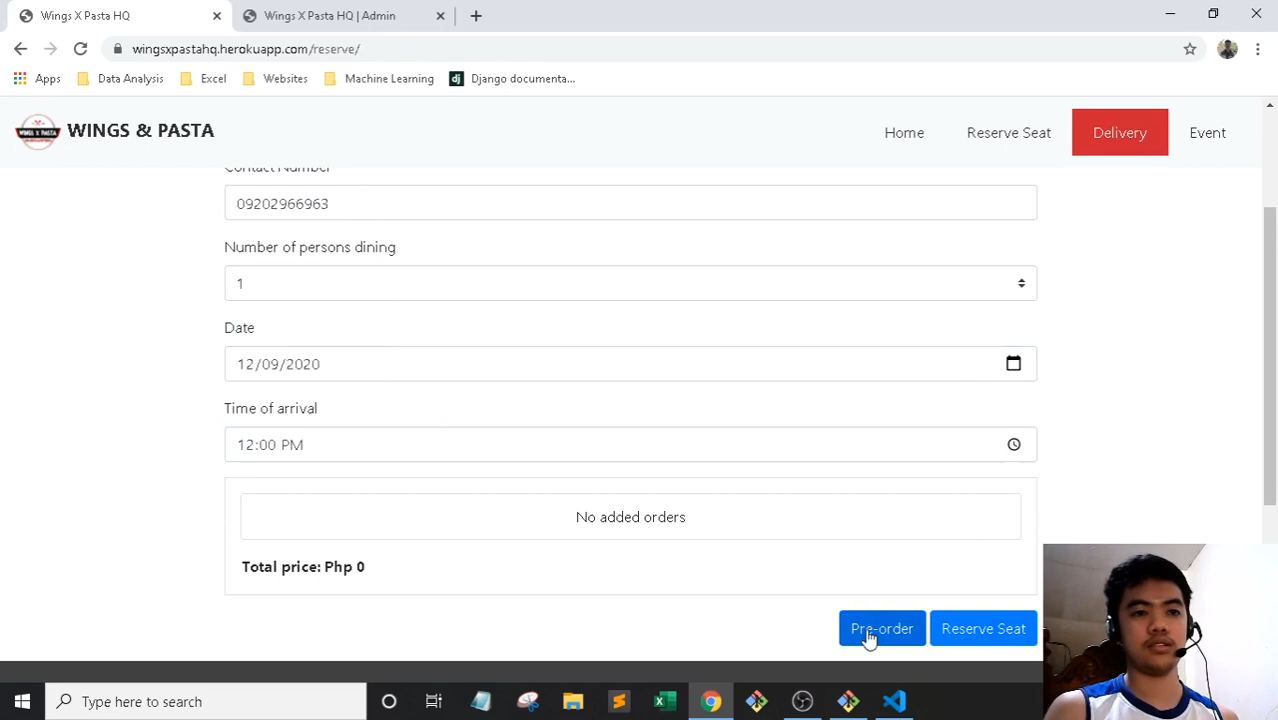 Wings X Pasta HQ
Wings X Pasta HQ | Admin
wingsxpastahq.herokuapp.com/reserve/
Apps
Data Analysis
Excel
Websites
Machine Learning
dj
Django documenta...
WINGS X PASTA
WINGS & PASTA
Home
Reserve Seat
Delivery
Event
Contact Number
09202966963
Number of persons dining
1
Date
12/09/2020
Time of arrival
12:00 PM
No added orders
Total price: Php 0
Pre-order
Reserve Seat
Type here to search